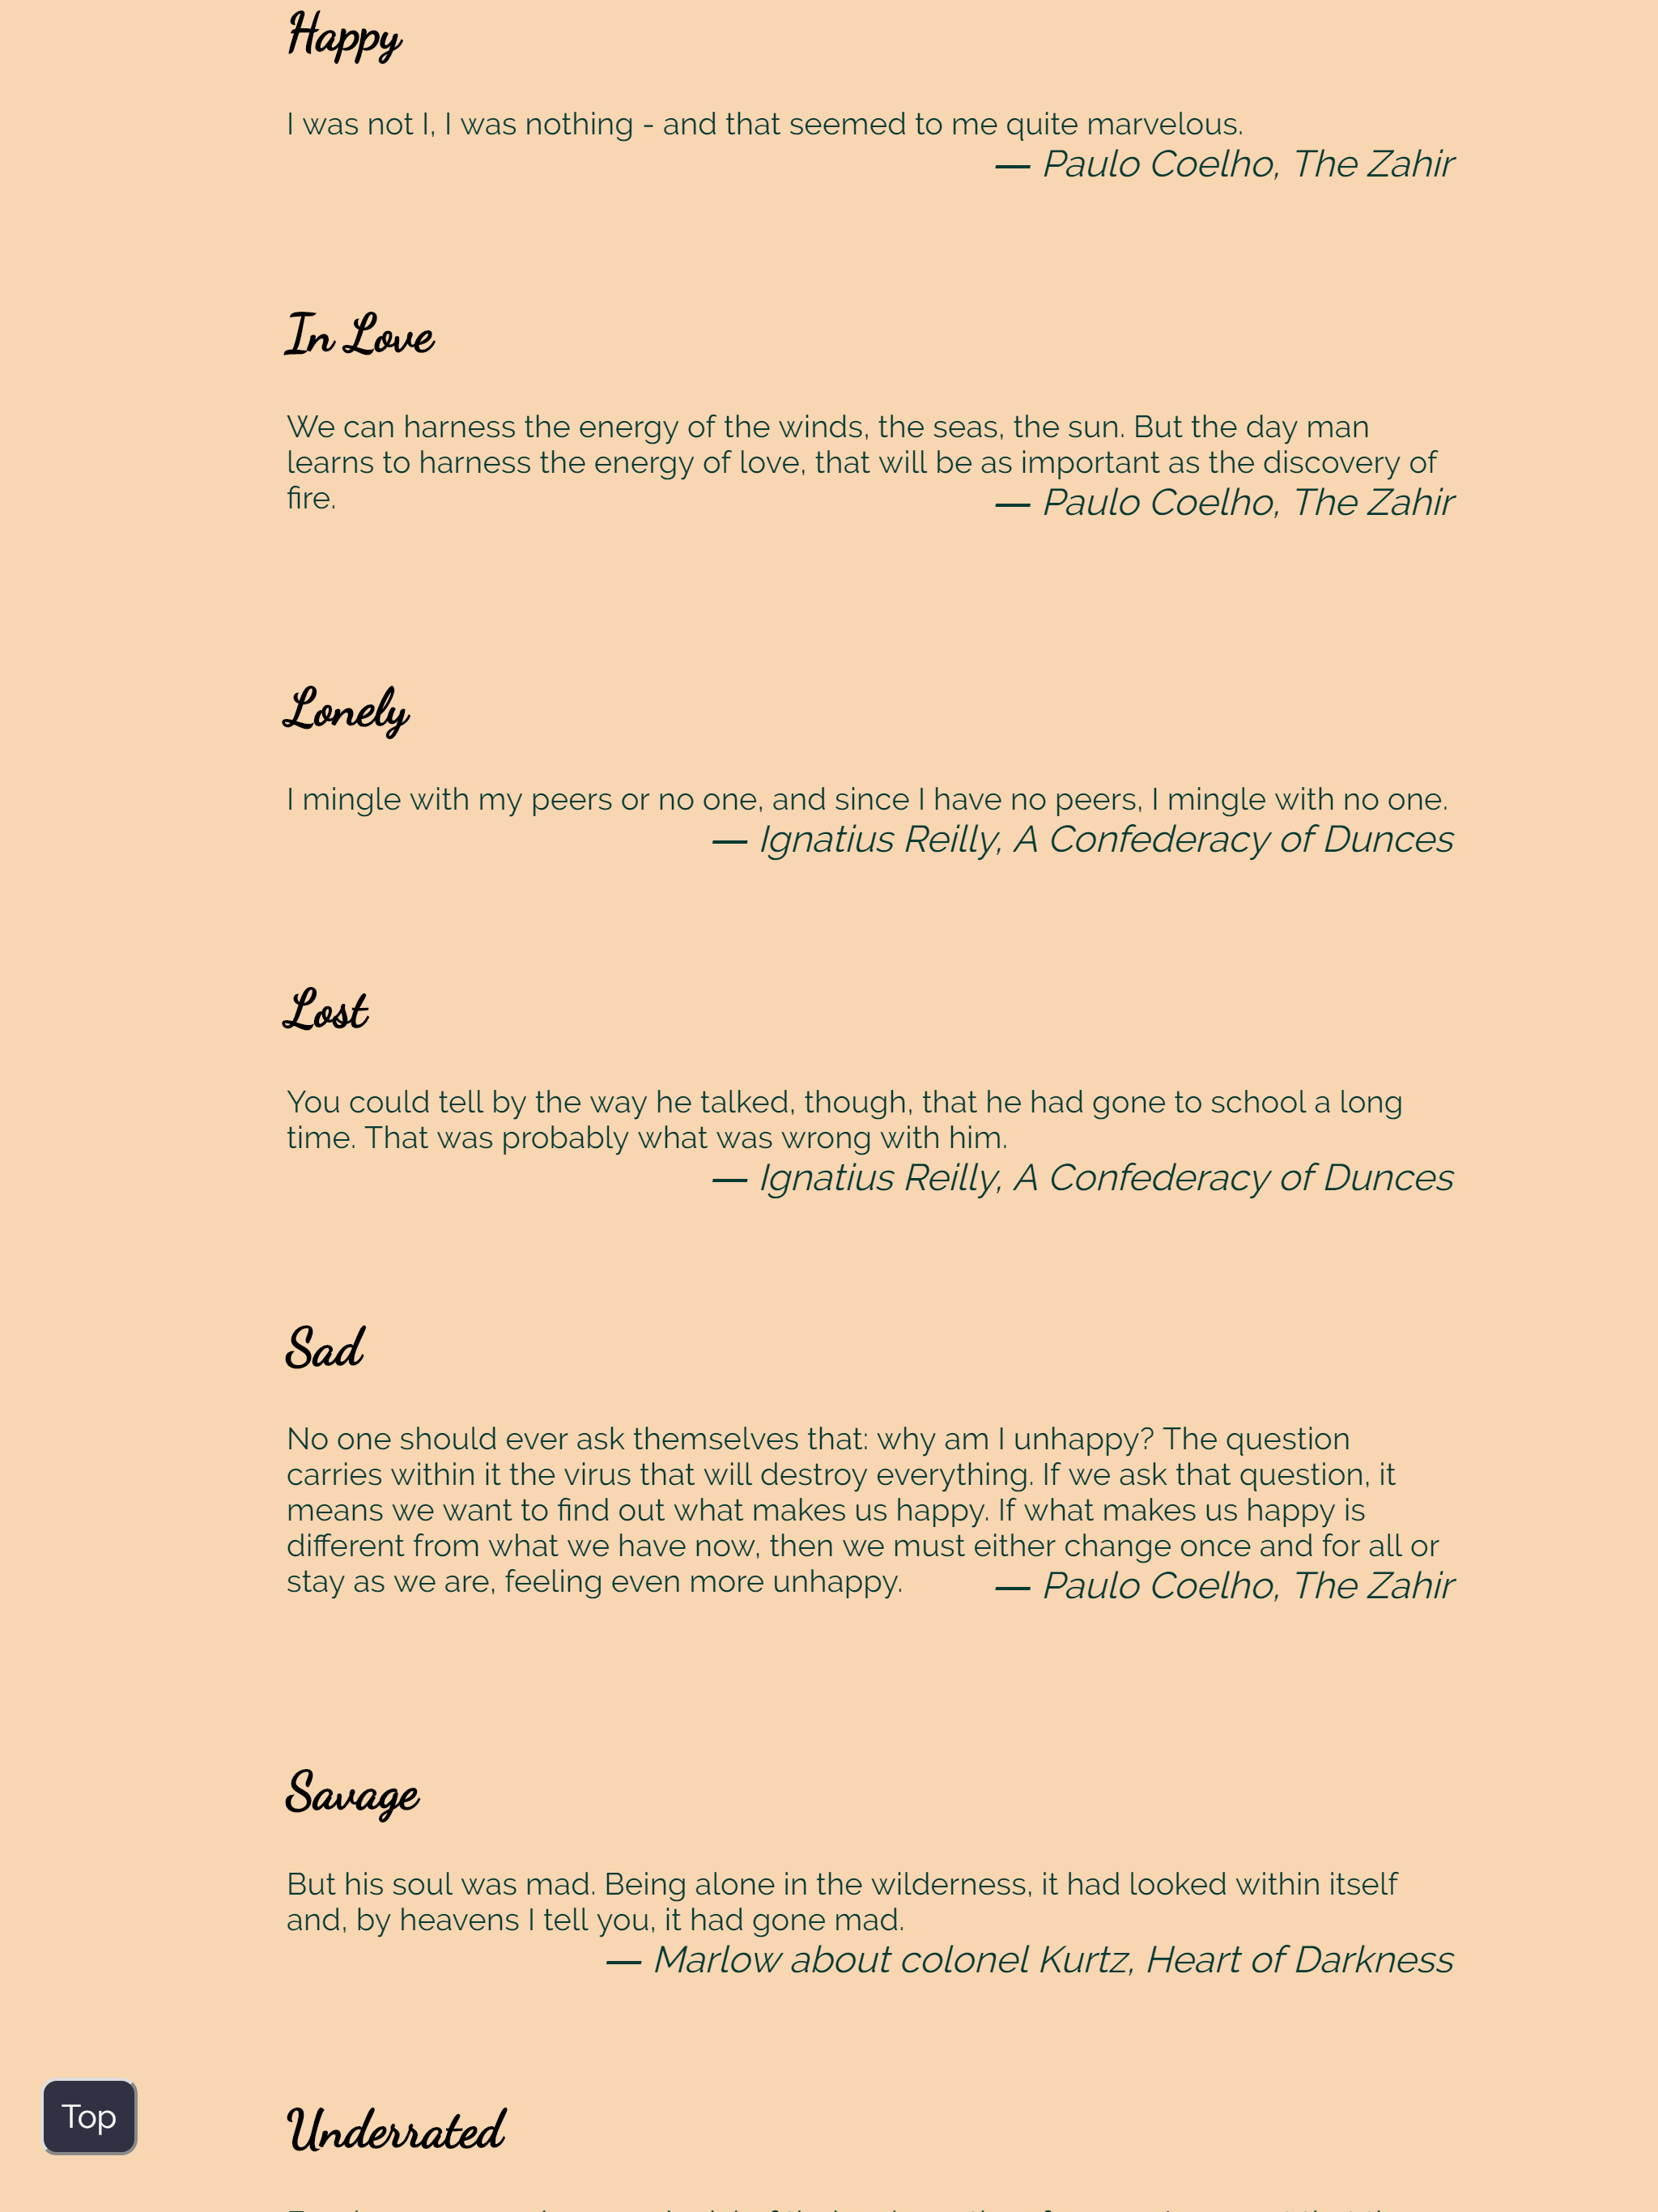 Happy
I was not I, I was nothing - and that seemed to me quite marvelous.
— Paulo Coelho, The Zahir
In Love
We can harness the energy of the winds, the seas, the sun. But the day man
learns to harness the energy of love, that will be as important as the discovery of
fire.
— Paulo Coelho, The Zahir
Lonely
I mingle with my peers or no one, and since I have no peers, I mingle with no one.
— Ignatius Reilly, A Confederacy of Dunces
Lost
You could tell by the way he talked, though, that he had gone to school a long
time. That was probably what was wrong with him.
— Ignatius Reilly, A Confederacy of Dunces
Sad
No one should ever ask themselves that: why am I unhappy? The question
carries within it the virus that will destroy everything. If we ask that question, it
means we want to find out what makes us happy. If what makes us happy is
different from what we have now, then we must either change once and for all or
stay as we are, feeling even more unhappy.
— Paulo Coelho, The Zahir
Savage
But his soul was mad. Being alone in the wilderness, it had looked within itself
and, by heavens I tell you, it had gone mad.
— Marlow about colonel Kurtz, Heart of Darkness
Top
Underrated